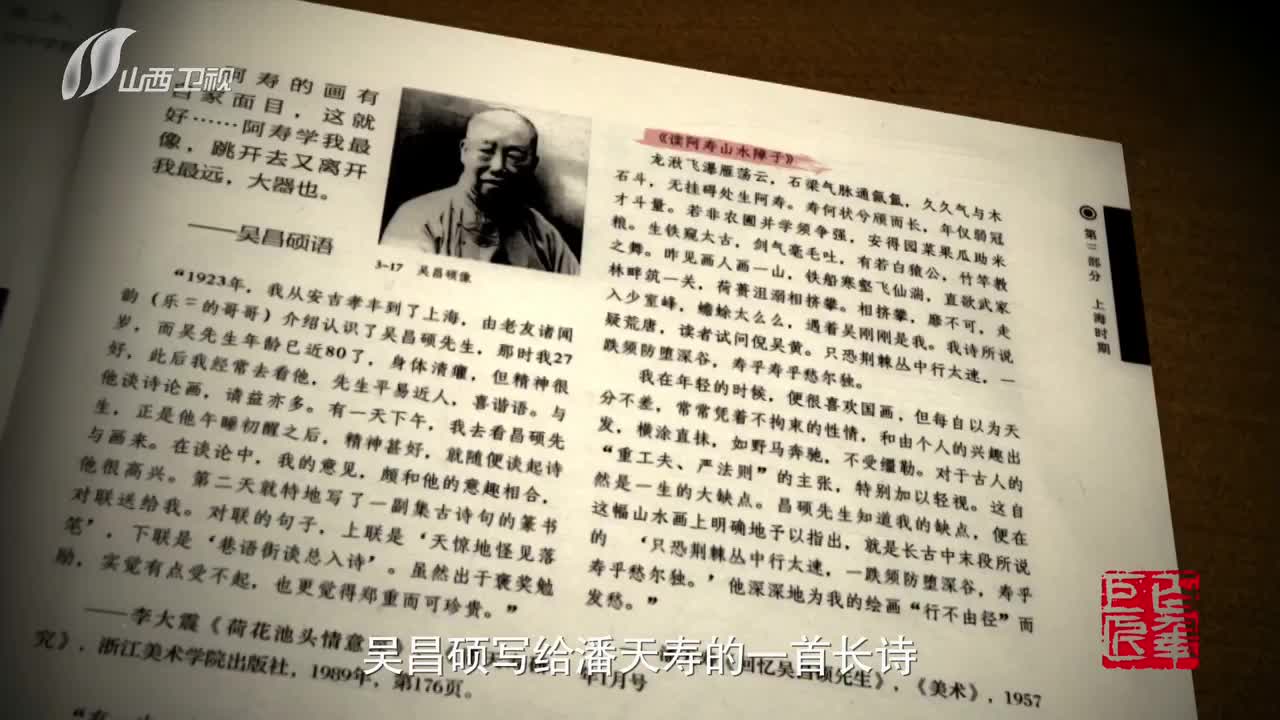 山西卫视
阿寿的画有
自家面目，这就
好……阿寿学我最
像，跳开去又离开
我最远，大器也。
——吴昌硕语
3-17 吴昌硕像
“1923年，我从安吉孝丰到了上海，由老友诸闻
韵（乐三的哥哥）介绍认识了吴昌硕先生，那时我27
岁，而吴先生年龄已近80了，身体清癯，但精神很
好，此后我经常去看他，先生平易近人，喜谐语。与
他谈诗论画，请益亦多。有一天下午，我去看昌硕先
生，正是他午睡初醒之后，精神甚好，就随便谈起诗
与画来。在谈论中，我的意见，颇和他的意趣相合，
他很高兴。第二天就特地写了一副集古诗句的篆书
对联送给我。对联的句子，上联是‘天惊地怪见落
笔’，下联是‘巷语街谈总入诗’。虽然出于褒奖勉
励，实觉有点受不起，也更觉得郑重而可珍贵。”
——李大震《荷花池头情意
究》，浙江美术学院出版社，1989年，第176页。
《读阿寿山水障子》
龙湫飞瀑雁荡云，石梁气脉通氤氲，久久气与木
石斗，无挂碍处生阿寿。寿何状兮颀而长，年仅弱冠
才斗量。若非农圃并学须争强，安得园菜果瓜助米
粮。生铁窥太古，剑气毫毛吐，有若白猿公，竹竿教
之舞。昨见画人画一山，铁船寒壑飞仙湍，直欲武家
林畔筑一关，荷蒉沮溺相挤攀。相挤攀，靡不可，走
入少室峰，蟾蜍太么么，遇着吴刚刚是我。我诗所说
疑荒唐，读者试问倪吴黄。只恐荆棘丛中行太速，一
跌须防堕深谷，寿乎寿乎愁尔独。
我在年轻的时候，便很喜欢国画，但每自以为天
分不差，常常凭着不拘束的性情，和由个人的兴趣出
发，横涂直抹，如野马奔驰，不受缰勒。对于古人的
“重工夫、严法则”的主张，特别加以轻视。这自
然是一生的大缺点。昌硕先生知道我的缺点，便在
这幅山水画上明确地予以指出，就是长古中末段所说
的 ‘只恐荆棘丛中行太速，一跌须防堕深谷，寿乎
寿乎愁尔独。’他深深地为我的绘画“行不由径”而
发愁。”
回忆吴昌硕先生》，《美术》，1957
年1月号
第二部分 上海时期
吴昌硕写给潘天寿的一首长诗
巨匠